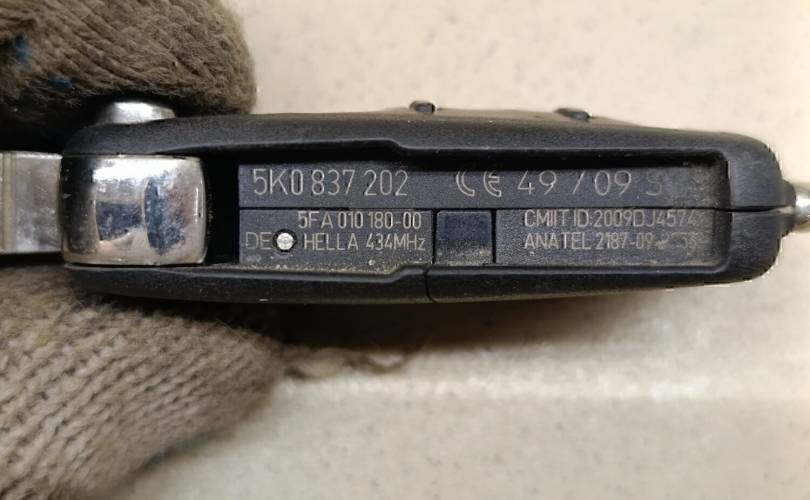 5K0 837 202 CE 49 / 09 S
5FA 010 180-00
DE HELLA 434MHz
CMIIT ID:2009DJ4574
ANATEL 2187-09-